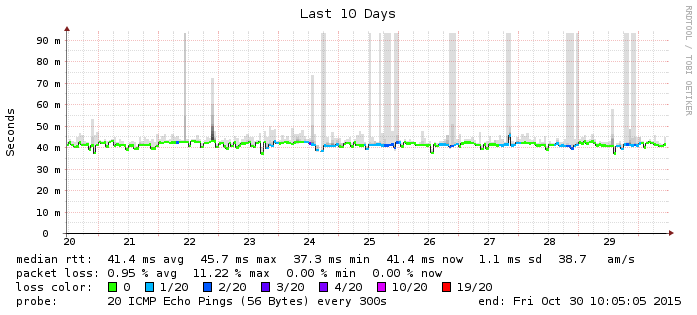 Last 10 Days
RRDTOOL / TOBI OETIKER
Seconds
90 m
80 m
70 m
60 m
50 m
40 m
30 m
20 m
10 m
0
20 21 22 23 24 25 26 27 28 29
median rtt: 41.4 ms avg 45.7 ms max 37.3 ms min 41.4 ms now 1.1 ms sd 38.7 am/s
packet loss: 0.95 % avg 11.22 % max 0.00 % min 0.00 % now
loss color: 0 1/20 2/20 3/20 4/20 10/20 19/20
probe: 20 ICMP Echo Pings (56 Bytes) every 300s end: Fri Oct 30 10:05:05 2015